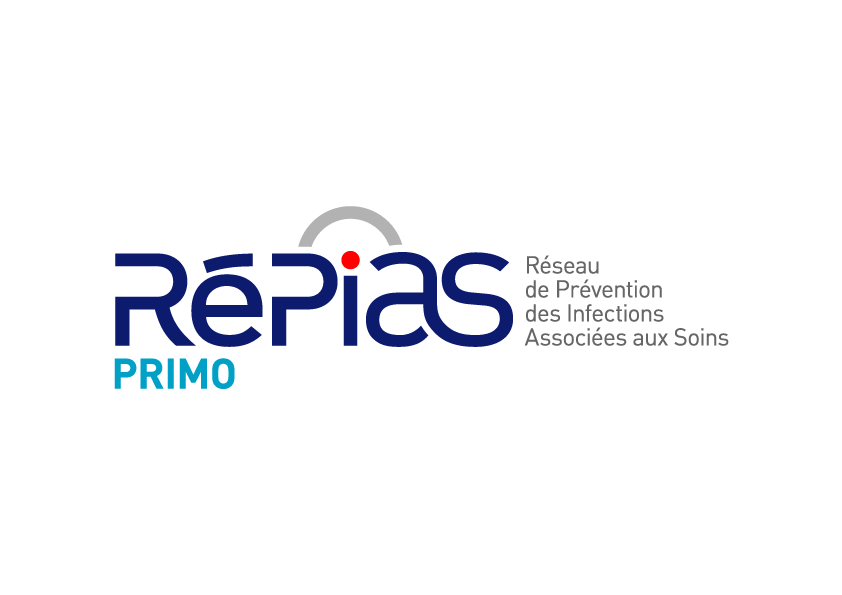 RéPiAS
Réseau
de Prévention
des Infections
Associées aux Soins
PRIMO